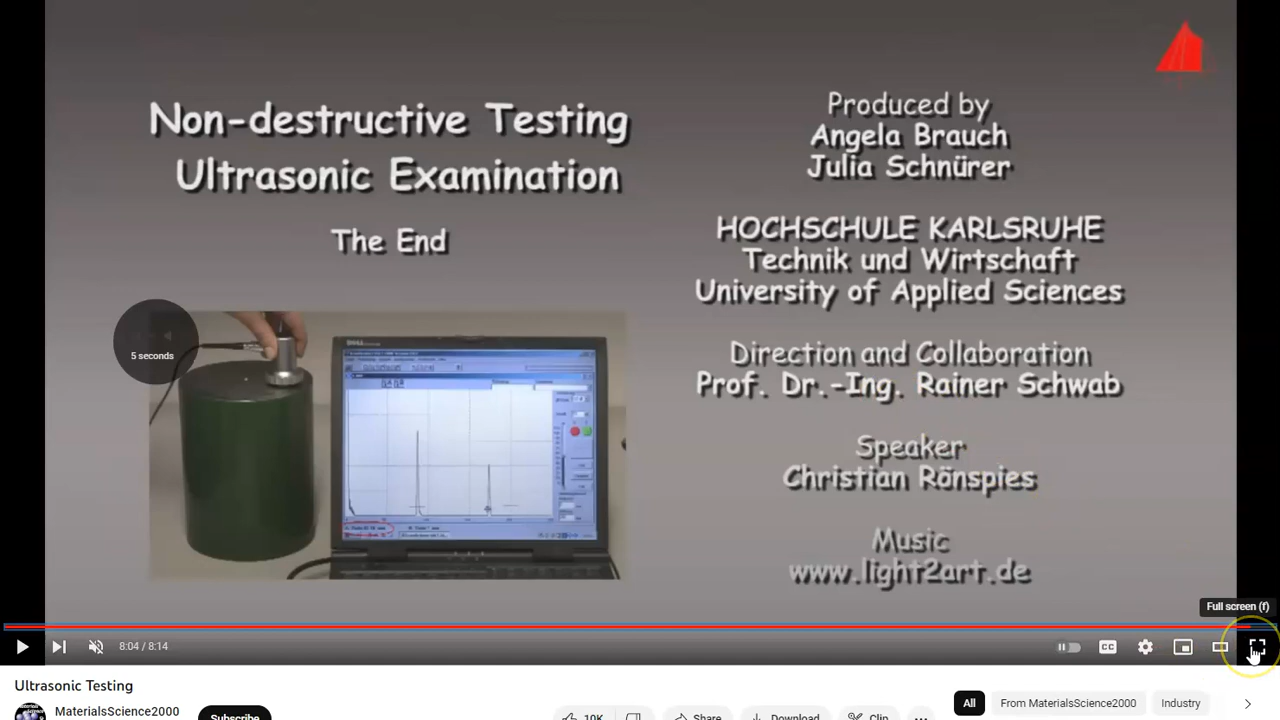 Non-destructive Testing
Ultrasonic Examination
The End
Produced by
Angela Brauch
Julia Schnürer
HOCHSCHULE KARLSRUHE
Technik und Wirtschaft
University of Applied Sciences
Direction and Collaboration
Prof. Dr.-Ing. Rainer Schwab
Speaker
Christian Rönspies
Music
www.light2art.de
5 seconds
DELL
Full screen (f)
8:04 / 8:14
CC
Ultrasonic Testing
MaterialsScience2000
Subscribe
10K
Share
Download
Clip
All
From MaterialsScience2000
Industry